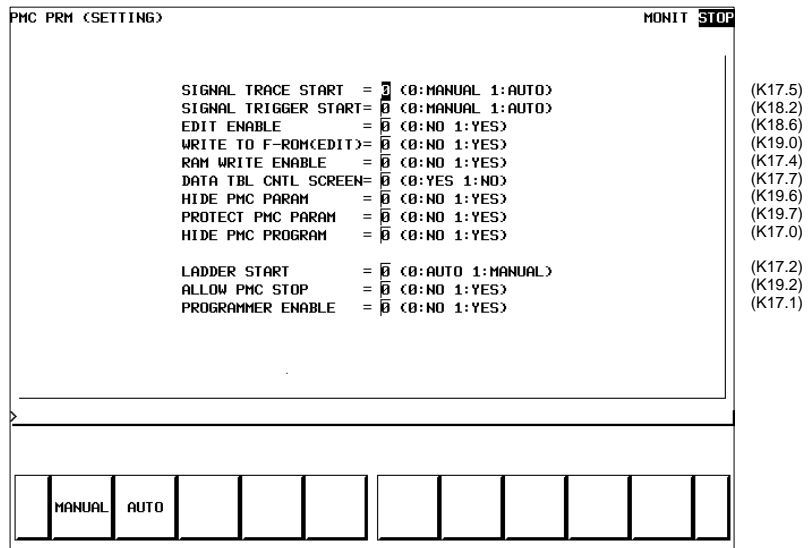 PMC PRM (SETTING) MONIT STOP
SIGNAL TRACE START = 0 (0:MANUAL 1:AUTO) (K17.5)
SIGNAL TRIGGER START= 0 (0:MANUAL 1:AUTO) (K18.2)
EDIT ENABLE = 0 (0:NO 1:YES) (K18.6)
WRITE TO F-ROM(EDIT)= 0 (0:NO 1:YES) (K19.0)
RAM WRITE ENABLE = 0 (0:NO 1:YES) (K17.4)
DATA TBL CNTL SCREEN= 0 (0:YES 1:NO) (K17.7)
HIDE PMC PARAM = 0 (0:NO 1:YES) (K19.6)
PROTECT PMC PARAM = 0 (0:NO 1:YES) (K19.7)
HIDE PMC PROGRAM = 0 (0:NO 1:YES) (K17.0)
LADDER START = 0 (0:AUTO 1:MANUAL) (K17.2)
ALLOW PMC STOP = 0 (0:NO 1:YES) (K19.2)
PROGRAMMER ENABLE = 0 (0:NO 1:YES) (K17.1)
>
MANUAL AUTO